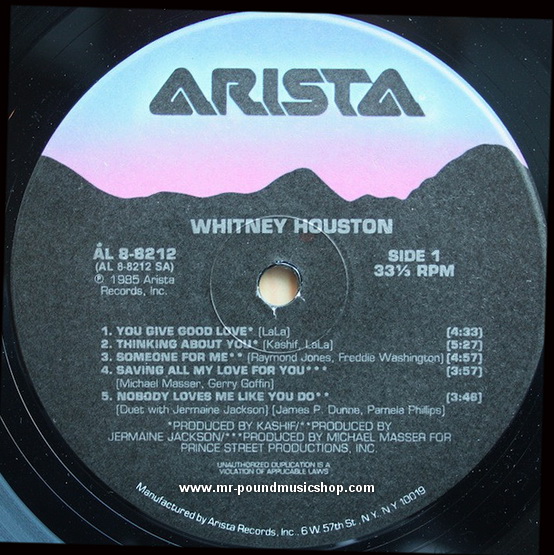 ARISTA
WHITNEY HOUSTON
AL 8-8212
(AL 8-8212 SA)
℗ 1985 Arista
Records, Inc.
SIDE 1
33⅓ RPM
1. YOU GIVE GOOD LOVE* (LaLa) [4:33]
2. THINKING ABOUT YOU* (Kashif, LaLa) [5:27]
3. SOMEONE FOR ME** (Raymond Jones, Freddie Washington) [4:57]
4. SAVING ALL MY LOVE FOR YOU*** [3:57]
(Michael Masser, Gerry Goffin)
5. NOBODY LOVES ME LIKE YOU DO** [3:46]
(Duet with Jermaine Jackson) (James P. Dunne, Pamela Phillips)
*PRODUCED BY KASHIF/**PRODUCED BY
JERMAINE JACKSON/***PRODUCED BY MICHAEL MASSER FOR
PRINCE STREET PRODUCTIONS, INC.
UNAUTHORIZED DUPLICATION IS A
VIOLATION OF APPLICABLE LAWS
www.mr-poundmusicshop.com
Manufactured by Arista Records, Inc., 6 W. 57th St., N.Y. N.Y. 10019